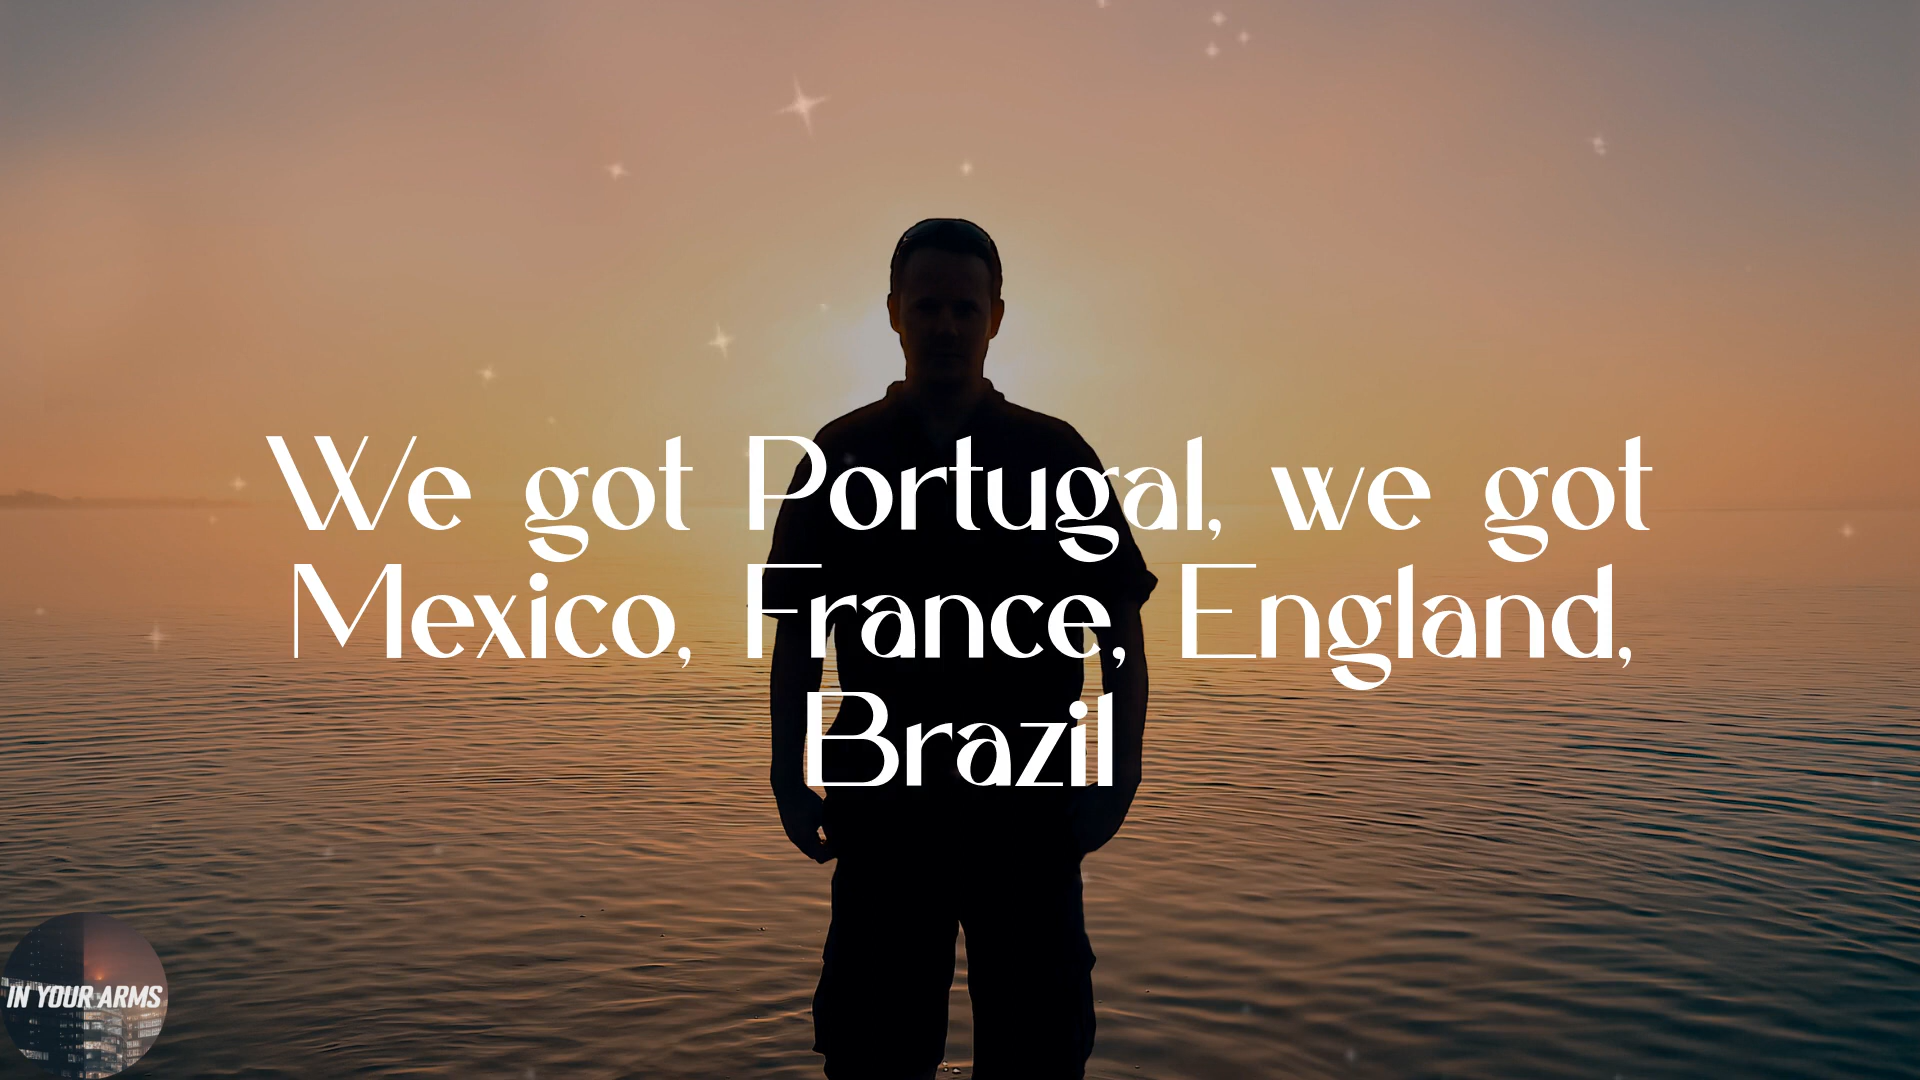 We got Portugal, we got
Mexico, France, England,
Brazil
IN YOUR ARMS